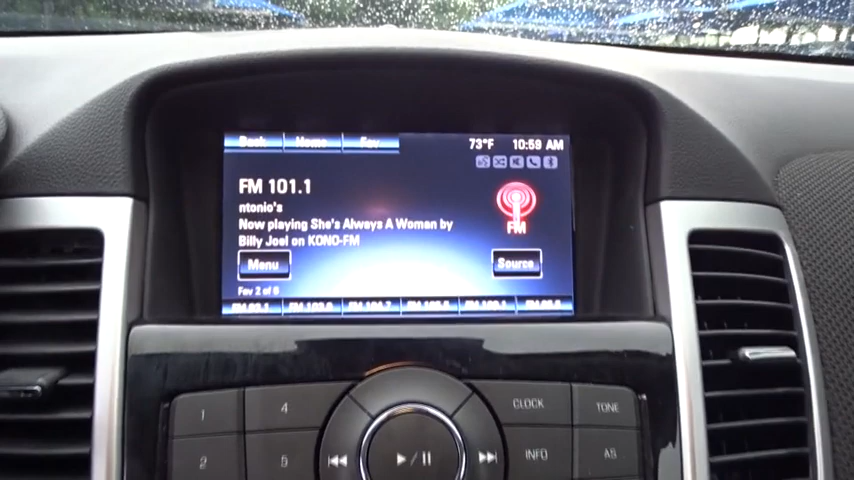 Back Home Fav 73°F 10:59 AM
FM 101.1
ntonio's
Now playing She's Always A Woman by
Billy Joel on KONO-FM
FM
Menu Source
Fav 2 of 5
1 4 CLOCK TONE
2 5 INFO AS